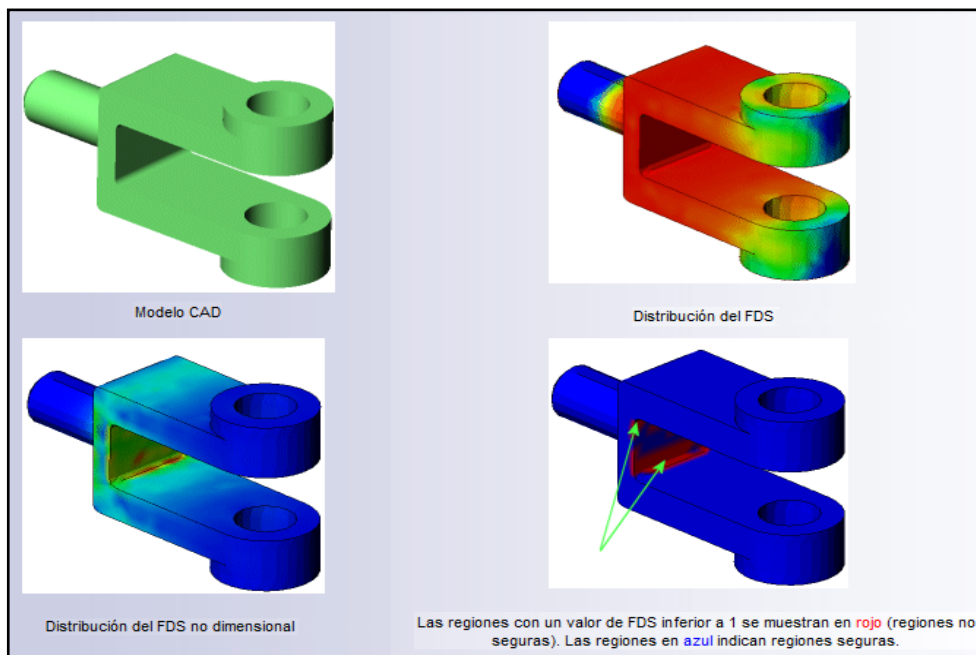 Modelo CAD
Distribución del FDS
Distribución del FDS no dimensional
Las regiones con un valor de FDS inferior a 1 se muestran en rojo (regiones no
seguras). Las regiones en azul indican regiones seguras.